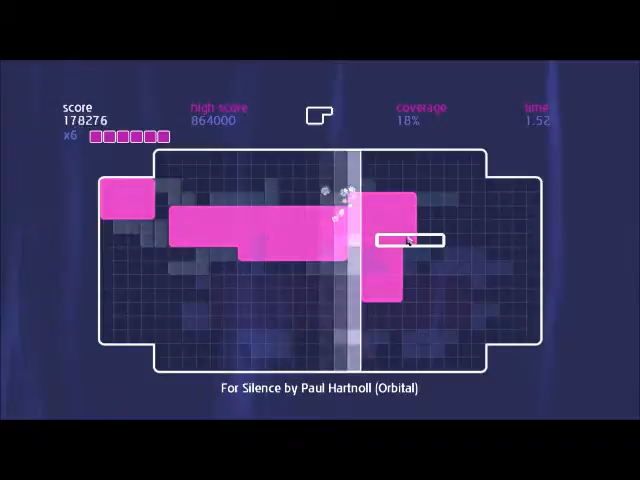 score
178276
x6
high score
864000
coverage
18%
time
1.52
For Silence by Paul Hartnoll (Orbital)